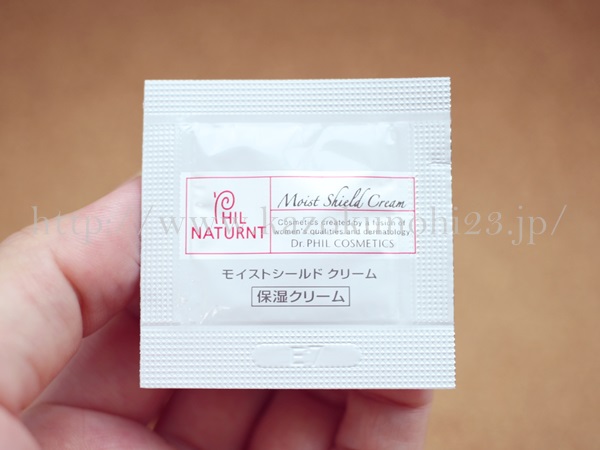 PHIL
NATURNT
Moist Shield Cream
Cosmetics created by a fusion of
women's qualities and dermatology
Dr.PHIL COSMETICS
モイストシールド クリーム
保湿クリーム
E7